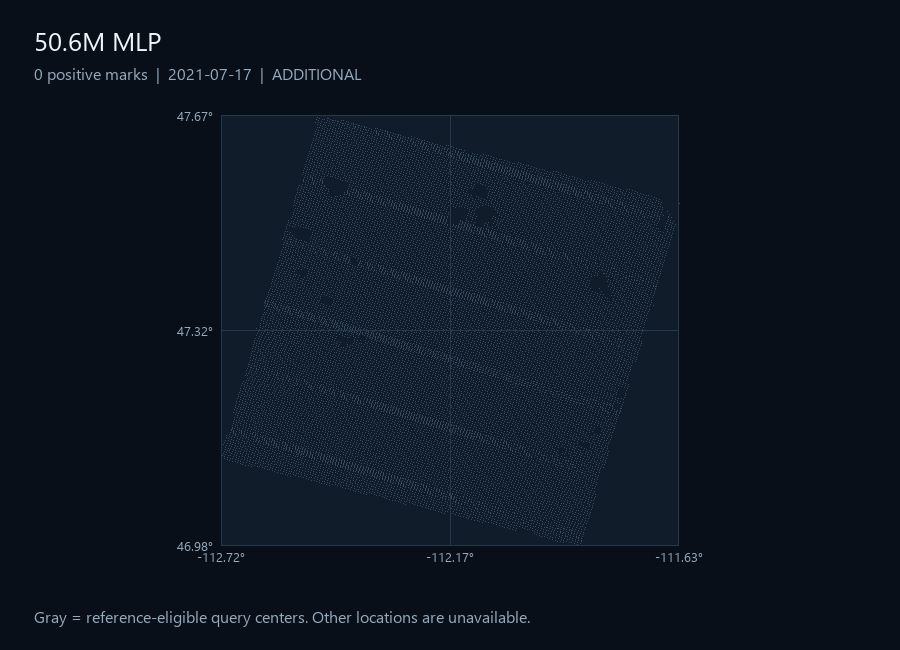 50.6M MLP
0 positive marks | 2021-07-17 | ADDITIONAL
47.67°
47.32°
46.98°
-112.72° -112.17° -111.63°
Gray = reference-eligible query centers. Other locations are unavailable.